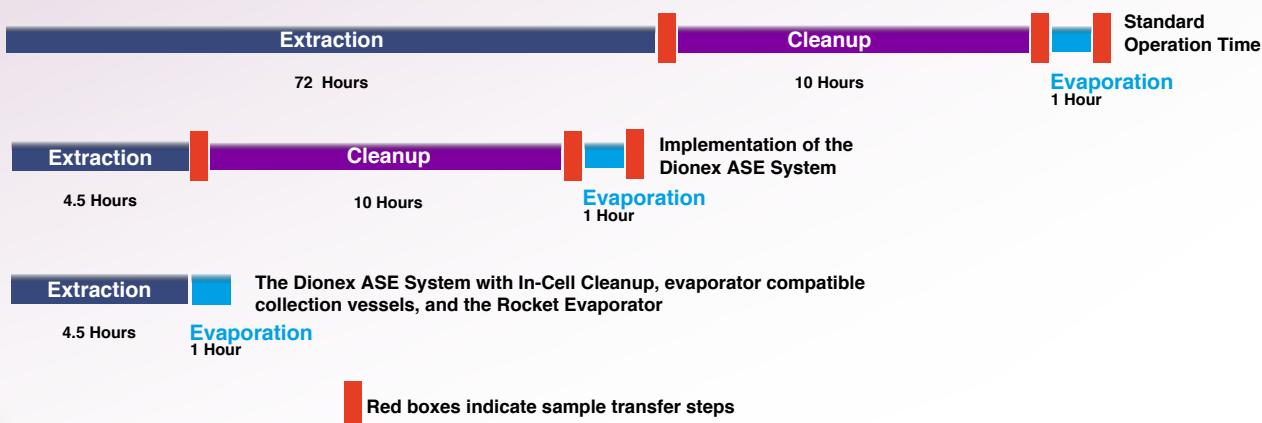 Extraction
Cleanup
Standard
Operation Time
72 Hours
10 Hours
Evaporation
1 Hour
Extraction
Cleanup
Implementation of the
Dionex ASE System
4.5 Hours
10 Hours
Evaporation
1 Hour
Extraction
The Dionex ASE System with In-Cell Cleanup, evaporator compatible
collection vessels, and the Rocket Evaporator
4.5 Hours
Evaporation
1 Hour
Red boxes indicate sample transfer steps